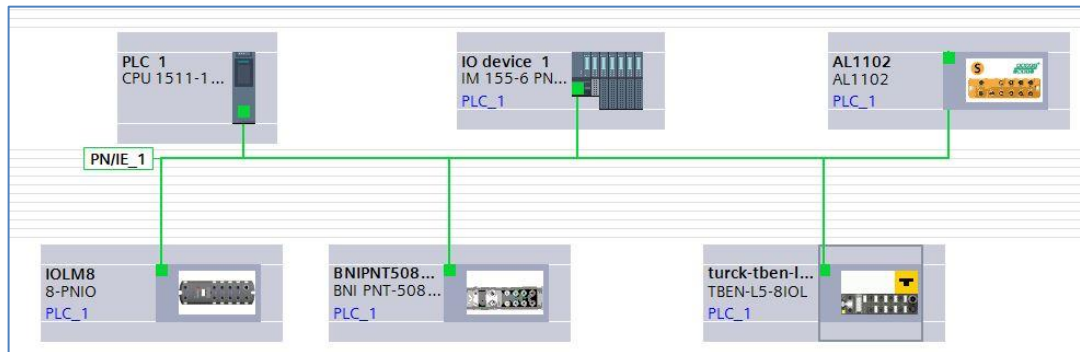 PLC_1
CPU 1511-1...
IO device_1
IM 155-6 PN...
PLC_1
AL1102
AL1102
PLC_1
PN/IE_1
IOLM8
8-PNIO
PLC_1
BNIPNT508...
BNI PNT-508...
PLC_1
turck-tben-l...
TBEN-L5-8IOL
PLC_1